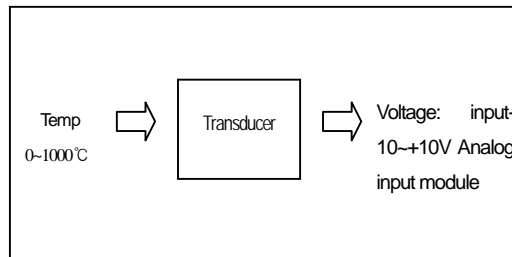 Temp
0~1000℃
Transducer
Voltage: input-
10~+10V Analog
input module